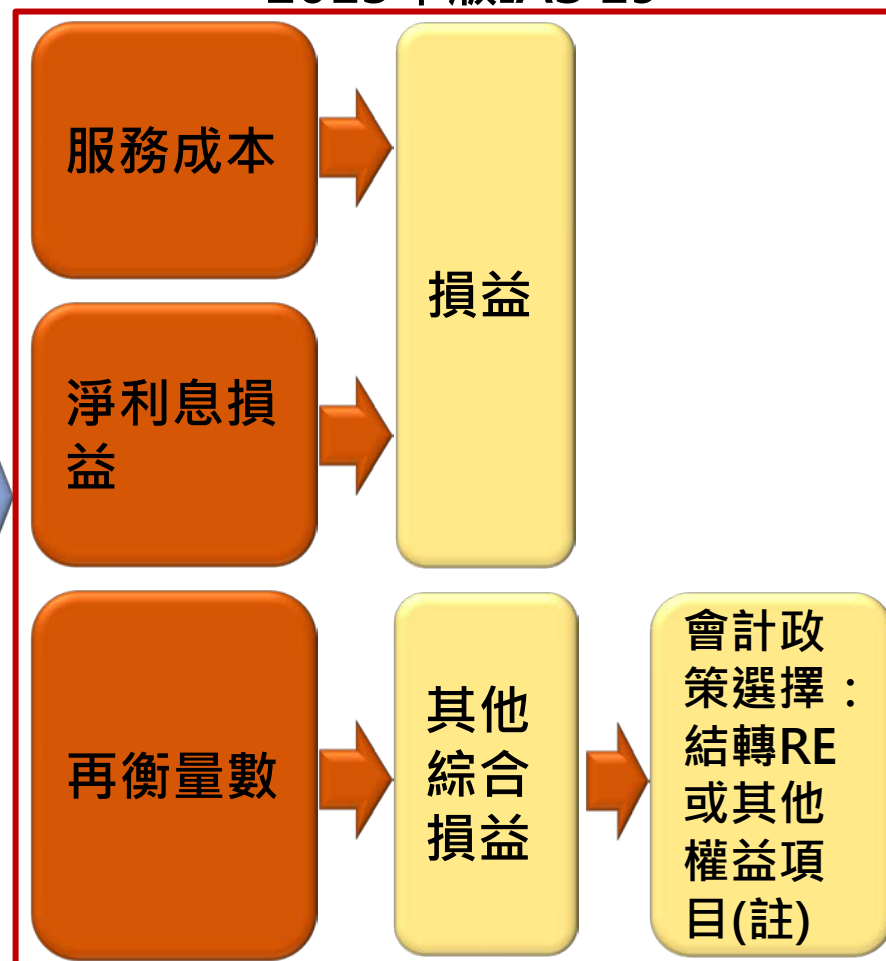 服務成本
損益
淨利息損
益
再衡量數
其他
綜合
損益
會計政
策選擇：
結轉RE
或其他
權益項
目(註)